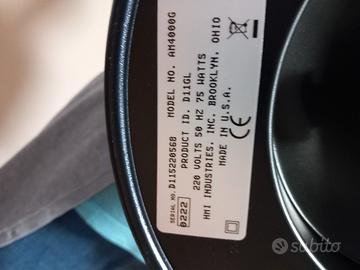 MODEL NO. AM4000G
PRODUCT ID. D11GL
220 VOLTS 50 HZ 75 WATTS
HMI INDUSTRIES, INC. BROOKLYN, OHIO
MADE IN U.S.A.
CE
SERIAL NO. D115220568
D222
subito